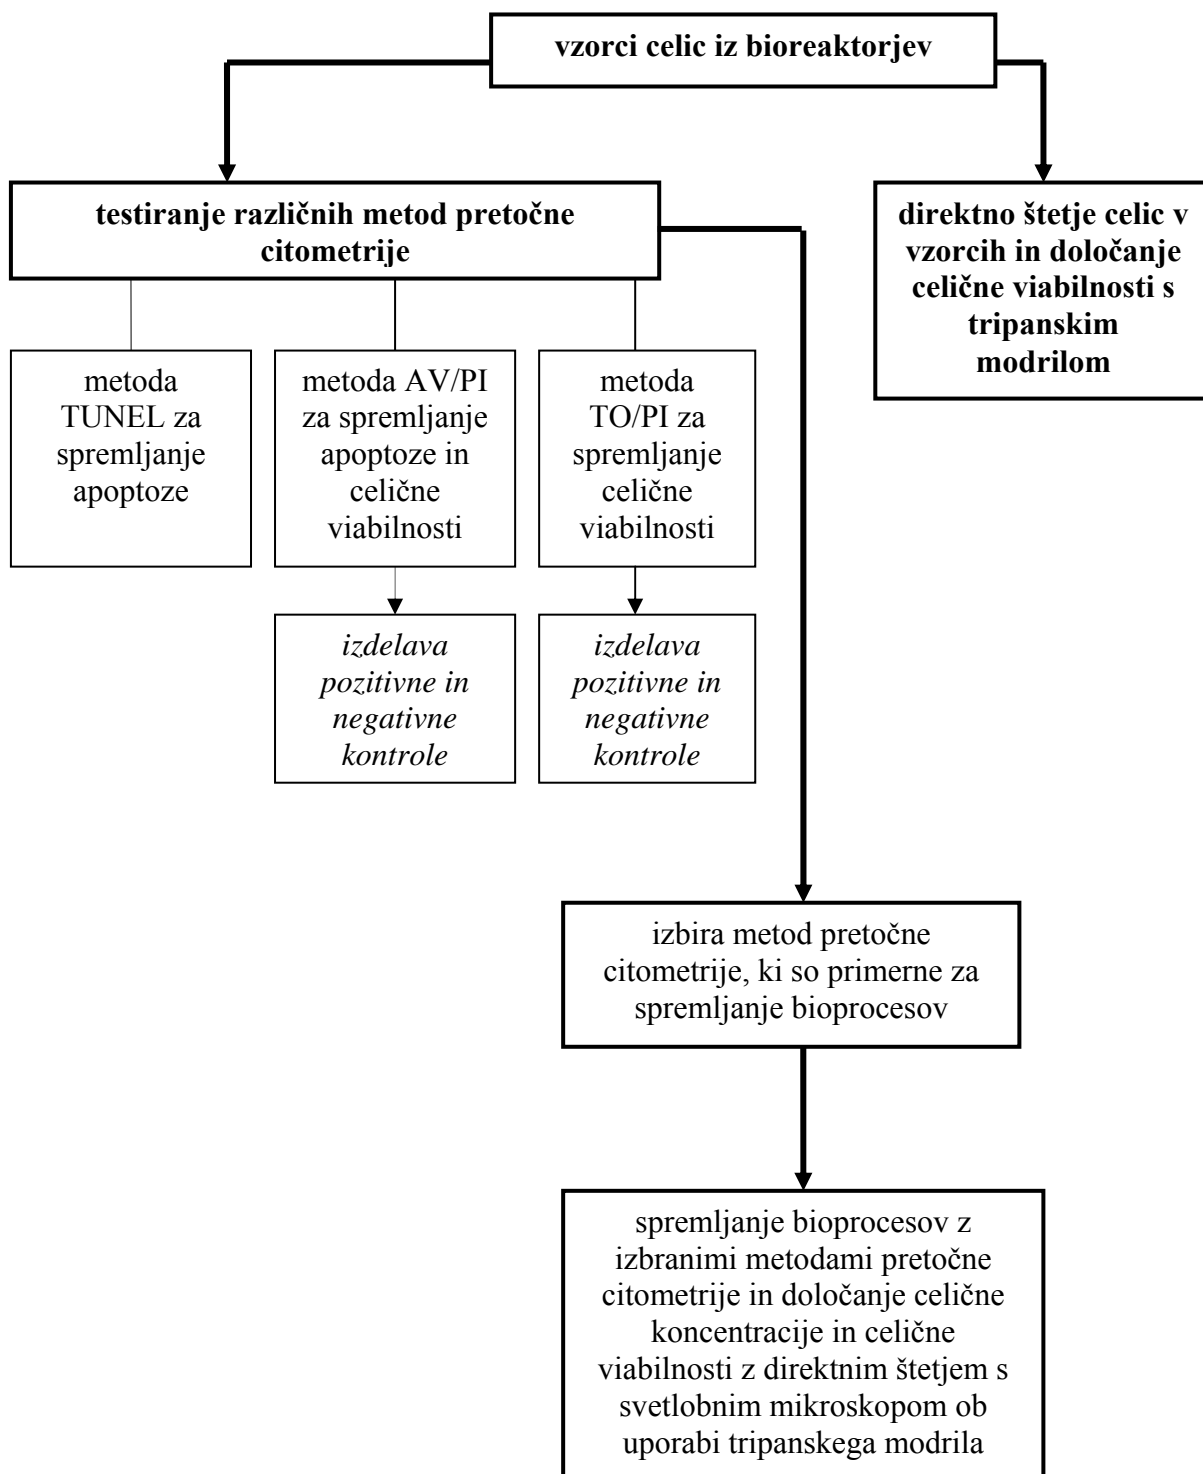 vzorci celic iz bioreaktorjev
testiranje različnih metod pretočne
citometrije
direktno štetje celic v
vzorcih in določanje
celične viabilnosti s
tripanskim
modrilom
metoda
TUNEL za
spremljanje
apoptoze
metoda AV/PI
za spremljanje
apoptoze in
celične
viabilnosti
metoda
TO/PI za
spremljanje
celične
viabilnosti
izdelava
pozitivne in
negativne
kontrole
izdelava
pozitivne in
negativne
kontrole
izbira metod pretočne
citometrije, ki so primerne za
spremljanje bioprocesov
spremljanje bioprocesov z
izbranimi metodami pretočne
citometrije in določanje celične
koncentracije in celične
viabilnosti z direktnim štetjem s
svetlobnim mikroskopom ob
uporabi tripanskega modrila